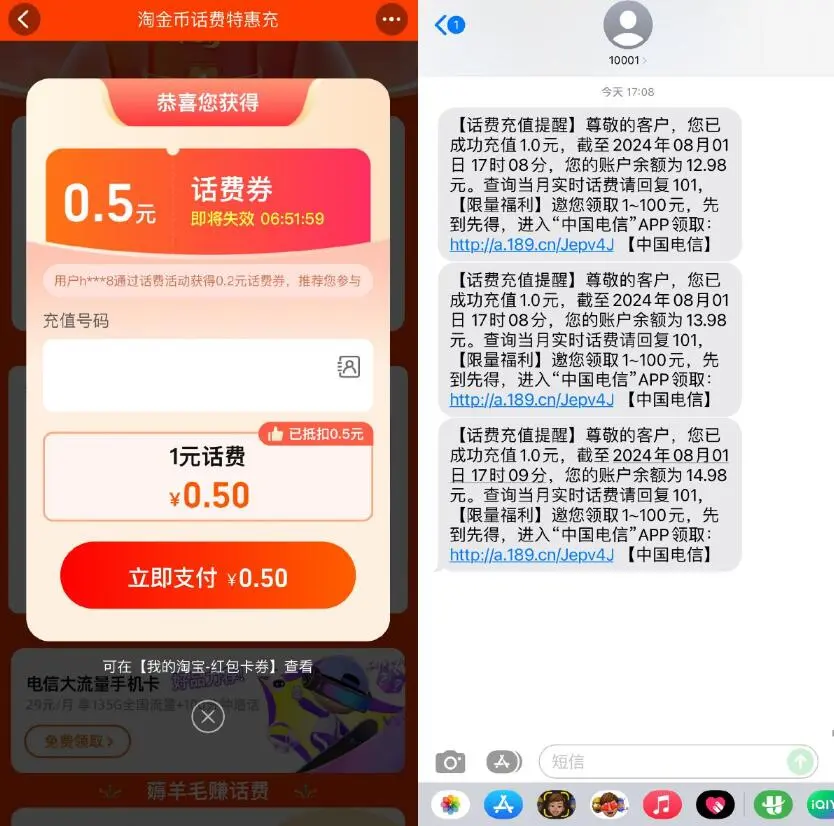 淘金币话费特惠充
恭喜您获得
0.5元
话费券
即将失效 06:51:59
用户h***8通过话费活动获得0.2元话费券，推荐您参与
充值号码
已抵扣0.5元
1元话费
¥0.50
立即支付 ¥0.50
可在【我的淘宝-红包卡券】查看
电信大流量手机卡
29元/月 享135G全国流量+100分钟通话
免费领取>
薅羊毛赚话费
1
10001
今天 17:08
【话费充值提醒】尊敬的客户，您已
成功充值1.0元，截至2024年08月01
日 17时08分，您的账户余额为12.98
元。查询当月实时话费请回复101，
【限量福利】邀您领取1~100元，先
到先得，进入“中国电信”APP领取：
http://a.189.cn/Jepv4J 【中国电信】
【话费充值提醒】尊敬的客户，您已
成功充值1.0元，截至2024年08月01
日 17时08分，您的账户余额为13.98
元。查询当月实时话费请回复101，
【限量福利】邀您领取1~100元，先
到先得，进入“中国电信”APP领取：
http://a.189.cn/Jepv4J 【中国电信】
【话费充值提醒】尊敬的客户，您已
成功充值1.0元，截至2024年08月01
日 17时09分，您的账户余额为14.98
元。查询当月实时话费请回复101，
【限量福利】邀您领取1~100元，先
到先得，进入“中国电信”APP领取：
http://a.189.cn/Jepv4J 【中国电信】
短信